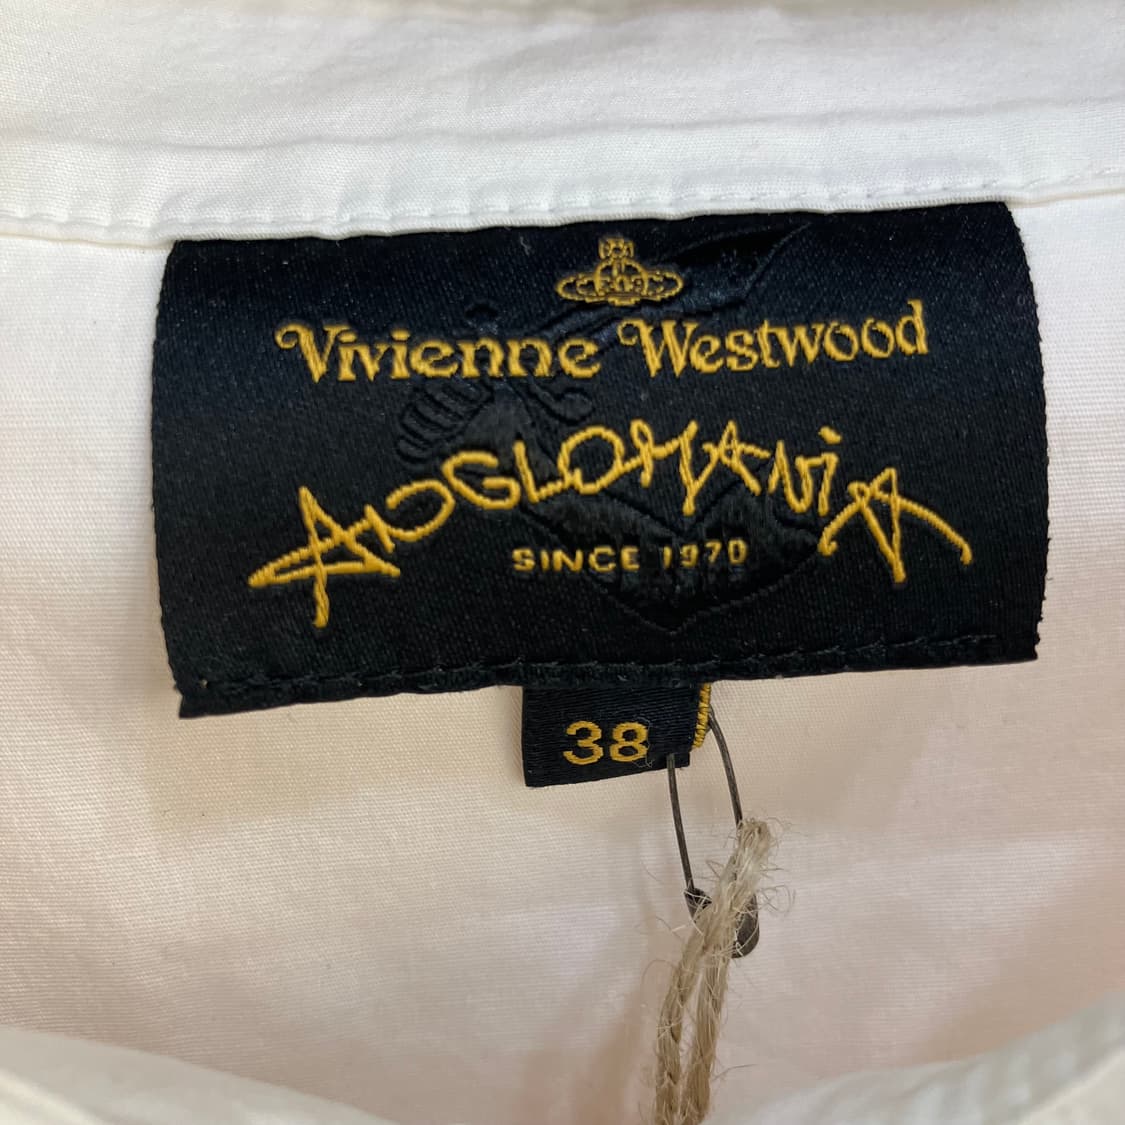 Vivienne Westwood
ANGLOMANiA
SINCE 1970
38